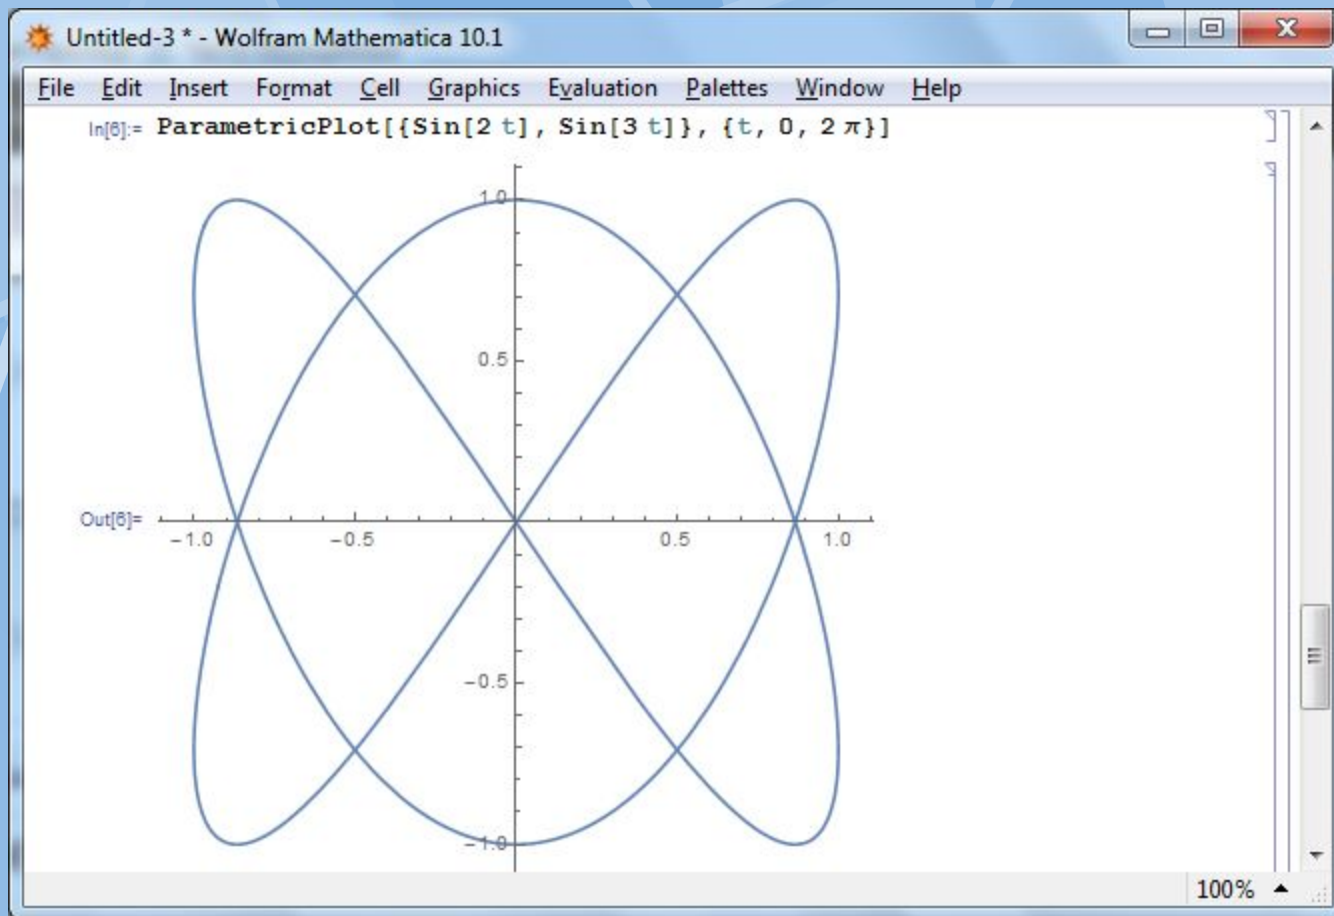 Untitled-3 * - Wolfram Mathematica 10.1
File Edit Insert Format Cell Graphics Evaluation Palettes Window Help
In[6]:= ParametricPlot[{Sin[2 t], Sin[3 t]}, {t, 0, 2 π}]
1.0
0.5
Out[6]=
−1.0 −0.5 0.5 1.0
−0.5
−1.0
100%